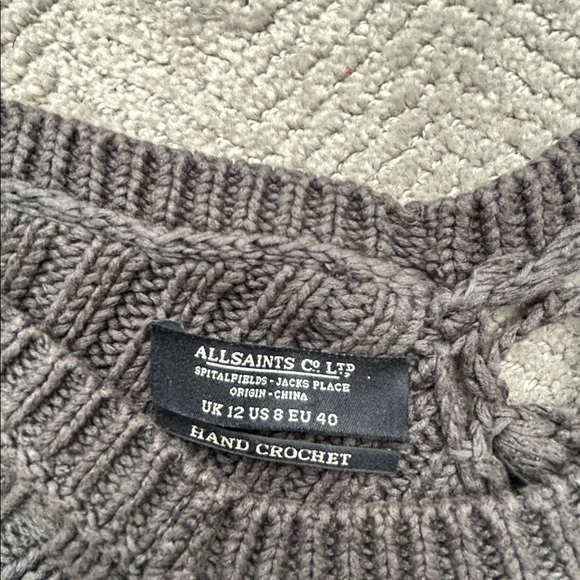 ALLSAINTS Co LTD
SPITALFIELDS - JACKS PLACE
ORIGIN - CHINA
UK 12 US 8 EU 40
HAND CROCHET